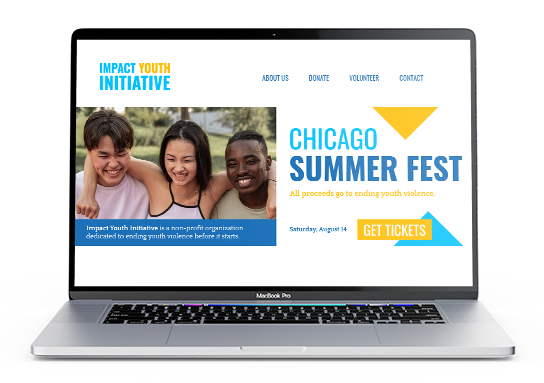 IMPACT YOUTH
INITIATIVE
ABOUT US
DONATE
VOLUNTEER
CONTACT
CHICAGO
SUMMER FEST
All proceeds go to ending youth violence.
Impact Youth Initiative is a non-profit organization
dedicated to ending youth violence before it starts.
Saturday, August 14
GET TICKETS
MacBook Pro